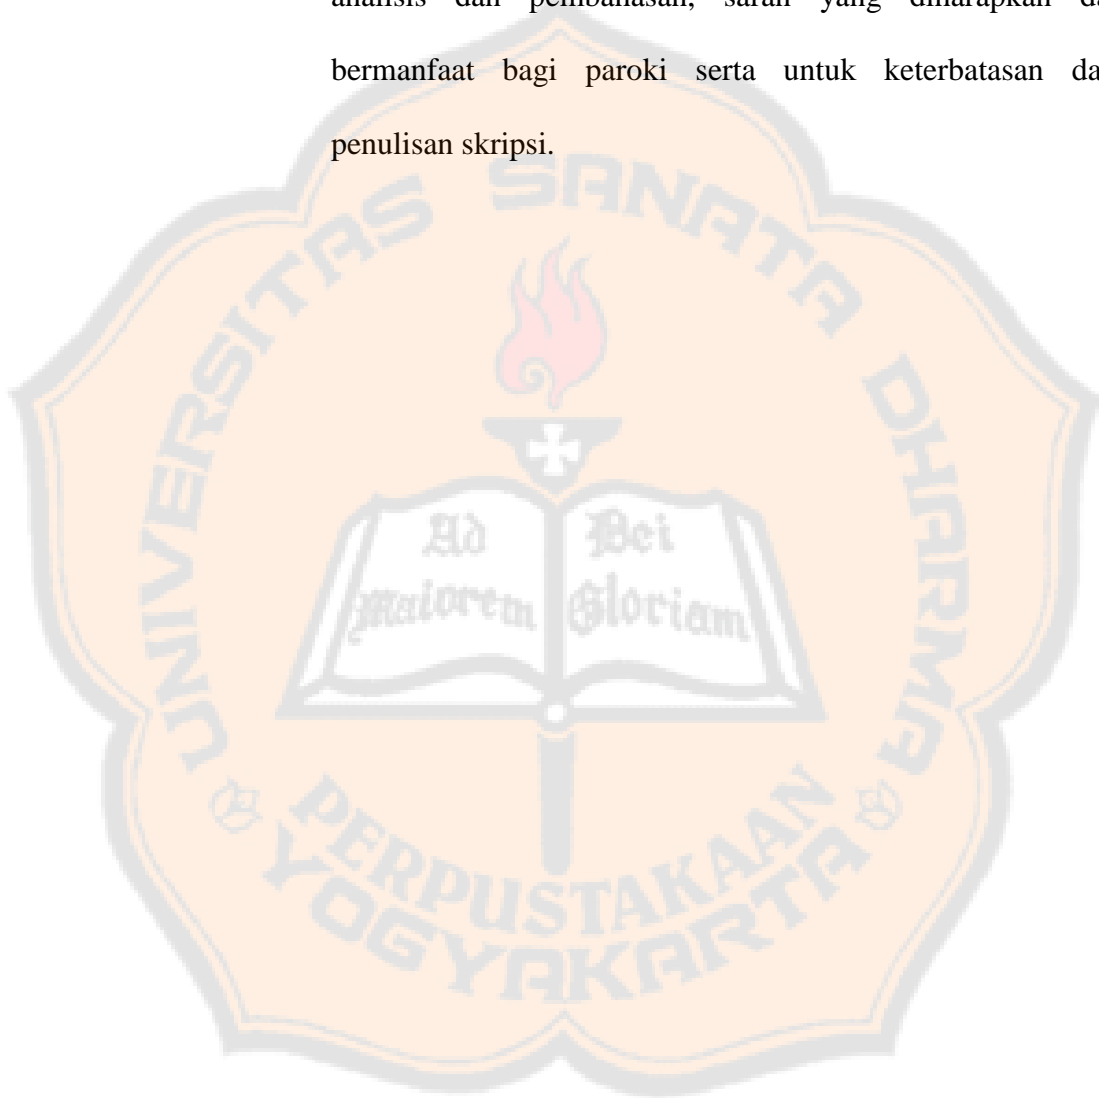 analisis dan pembahasan, saran yang diharapkan da
bermanfaat bagi paroki serta untuk keterbatasan da
penulisan skripsi.
UNIVERSITAS SANATA DHARMA
Ad Dei
maiorem Gloriam
PERPUSTAKAAN
YOGYAKARTA